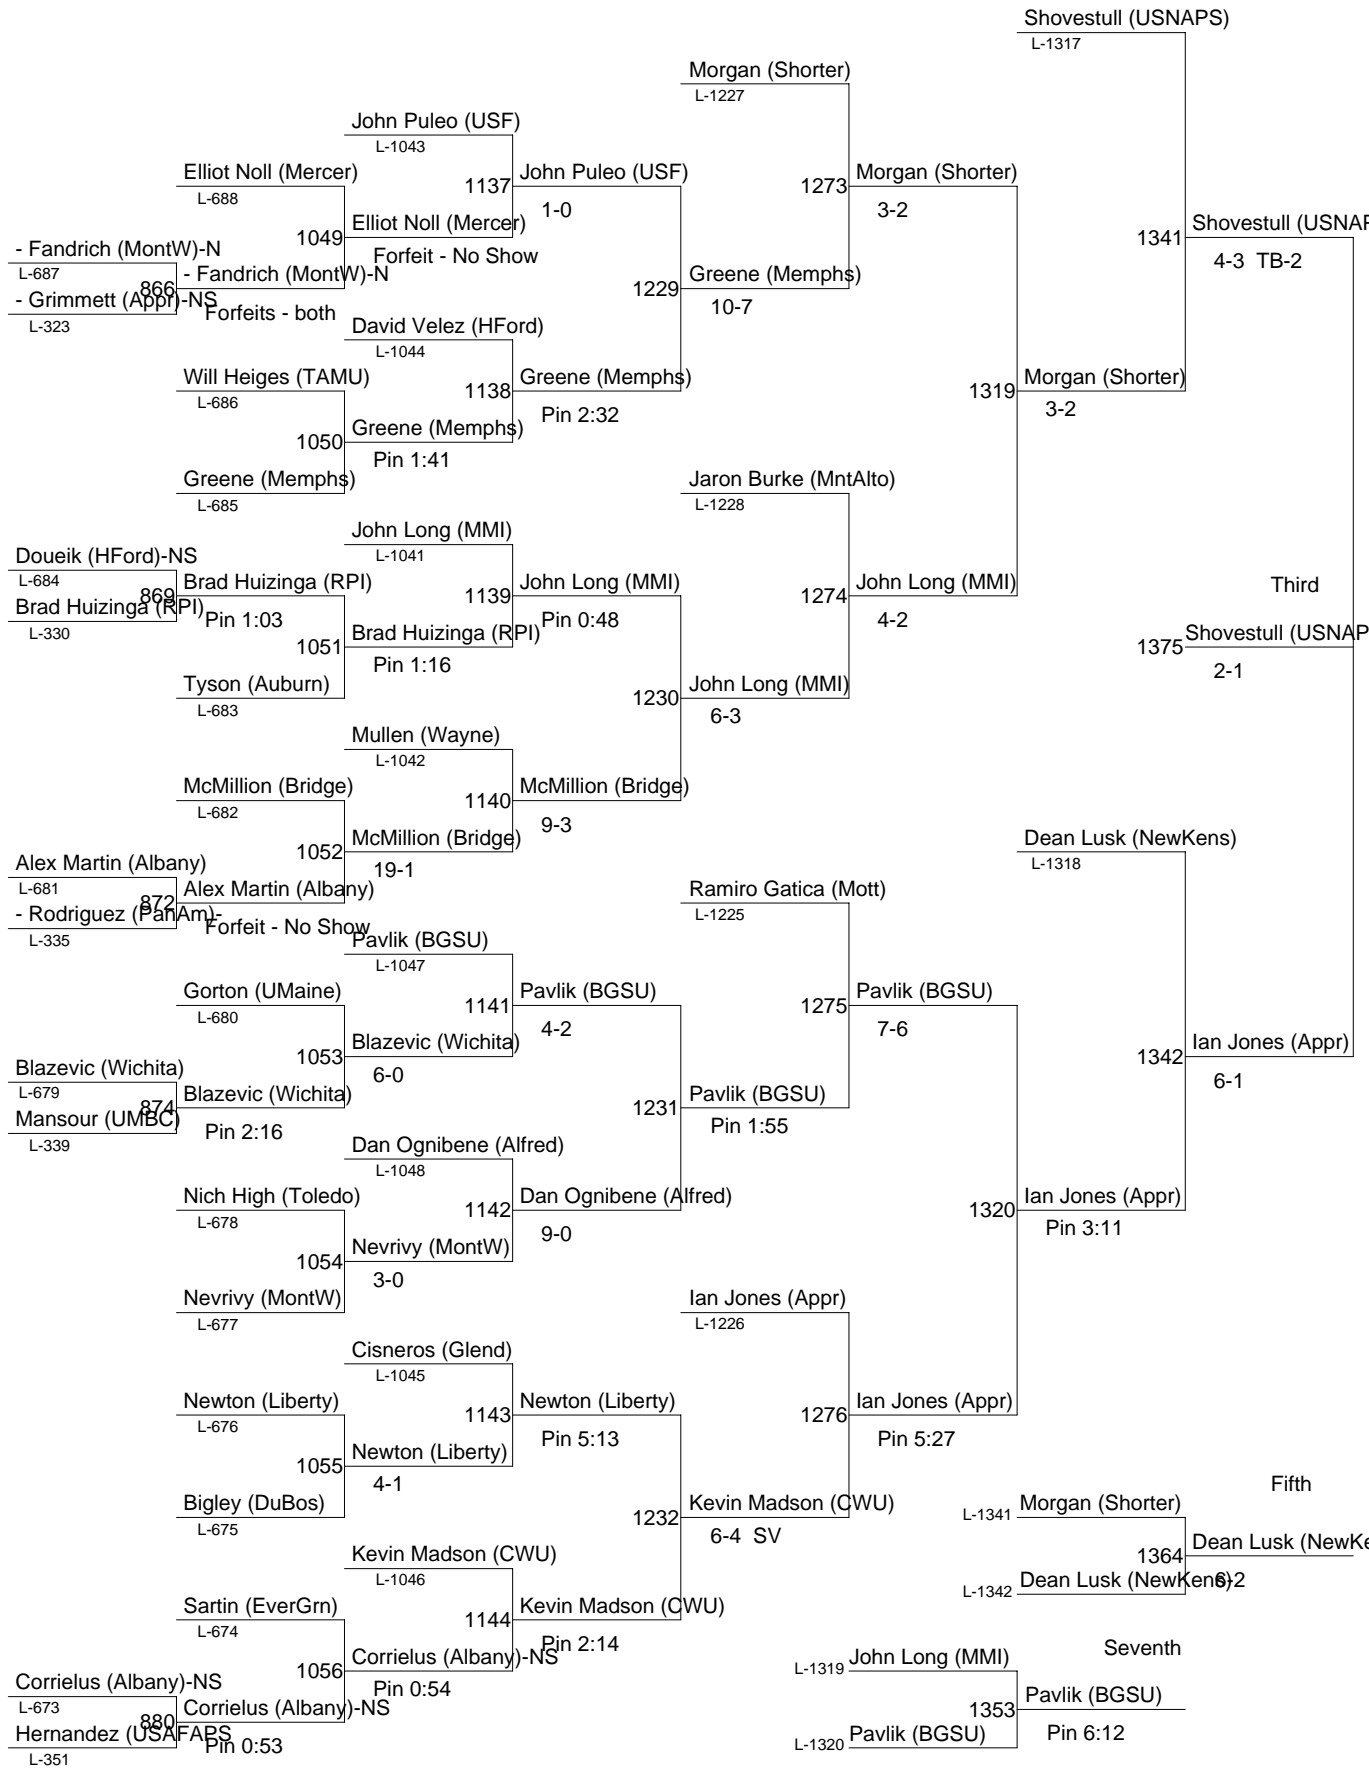 Shovestull (USNAPS)
L-1317
Morgan (Shorter)
L-1227
John Puleo (USF)
L-1043
Elliot Noll (Mercer)
L-688
1137 John Puleo (USF)
1-0
1273 Morgan (Shorter)
3-2
1049 Elliot Noll (Mercer)
Forfeit - No Show
1341 Shovestull (USNAP
4-3 TB-2
- Fandrich (MontW)-N
L-687
866 - Fandrich (MontW)-N
Forfeits - both
- Grimmett (Appr)-NS
L-323
1229 Greene (Memphs)
10-7
David Velez (HFord)
L-1044
Will Heiges (TAMU)
L-686
1138 Greene (Memphs)
Pin 2:32
1319 Morgan (Shorter)
3-2
1050 Greene (Memphs)
Pin 1:41
Greene (Memphs)
L-685
Jaron Burke (MntAlto)
L-1228
John Long (MMI)
L-1041
Doueik (HFord)-NS
L-684
869 Brad Huizinga (RPI)
Pin 1:03
Brad Huizinga (RPI)
L-330
1139 John Long (MMI)
Pin 0:48
1274 John Long (MMI)
4-2
Third
1051 Brad Huizinga (RPI)
Pin 1:16
1375 Shovestull (USNAP
2-1
Tyson (Auburn)
L-683
1230 John Long (MMI)
6-3
Mullen (Wayne)
L-1042
McMillion (Bridge)
L-682
1140 McMillion (Bridge)
9-3
1052 McMillion (Bridge)
19-1
Dean Lusk (NewKens)
L-1318
Alex Martin (Albany)
L-681
872 Alex Martin (Albany)
Forfeit - No Show
- Rodriguez (PanAm)-
L-335
Ramiro Gatica (Mott)
L-1225
Pavlik (BGSU)
L-1047
Gorton (UMaine)
L-680
1141 Pavlik (BGSU)
4-2
1275 Pavlik (BGSU)
7-6
1053 Blazevic (Wichita)
6-0
1342 Ian Jones (Appr)
6-1
Blazevic (Wichita)
L-679
874 Blazevic (Wichita)
Pin 2:16
Mansour (UMBC)
L-339
1231 Pavlik (BGSU)
Pin 1:55
Dan Ognibene (Alfred)
L-1048
Nich High (Toledo)
L-678
1142 Dan Ognibene (Alfred)
9-0
1320 Ian Jones (Appr)
Pin 3:11
1054 Nevrivy (MontW)
3-0
Nevrivy (MontW)
L-677
Ian Jones (Appr)
L-1226
Cisneros (Glend)
L-1045
Newton (Liberty)
L-676
1143 Newton (Liberty)
Pin 5:13
1276 Ian Jones (Appr)
Pin 5:27
1055 Newton (Liberty)
4-1
Bigley (DuBos)
L-675
1232 Kevin Madson (CWU)
6-4 SV
Fifth
L-1341 Morgan (Shorter)
1364 Dean Lusk (NewKe
6-2
L-1342 Dean Lusk (NewKens)
Kevin Madson (CWU)
L-1046
Sartin (EverGrn)
L-674
1144 Kevin Madson (CWU)
Pin 2:14
1056 Corrielus (Albany)-NS
Pin 0:54
Corrielus (Albany)-NS
L-673
880 Corrielus (Albany)-NS
Pin 0:53
Hernandez (USAFAPS
L-351
Seventh
L-1319 John Long (MMI)
1353 Pavlik (BGSU)
Pin 6:12
L-1320 Pavlik (BGSU)